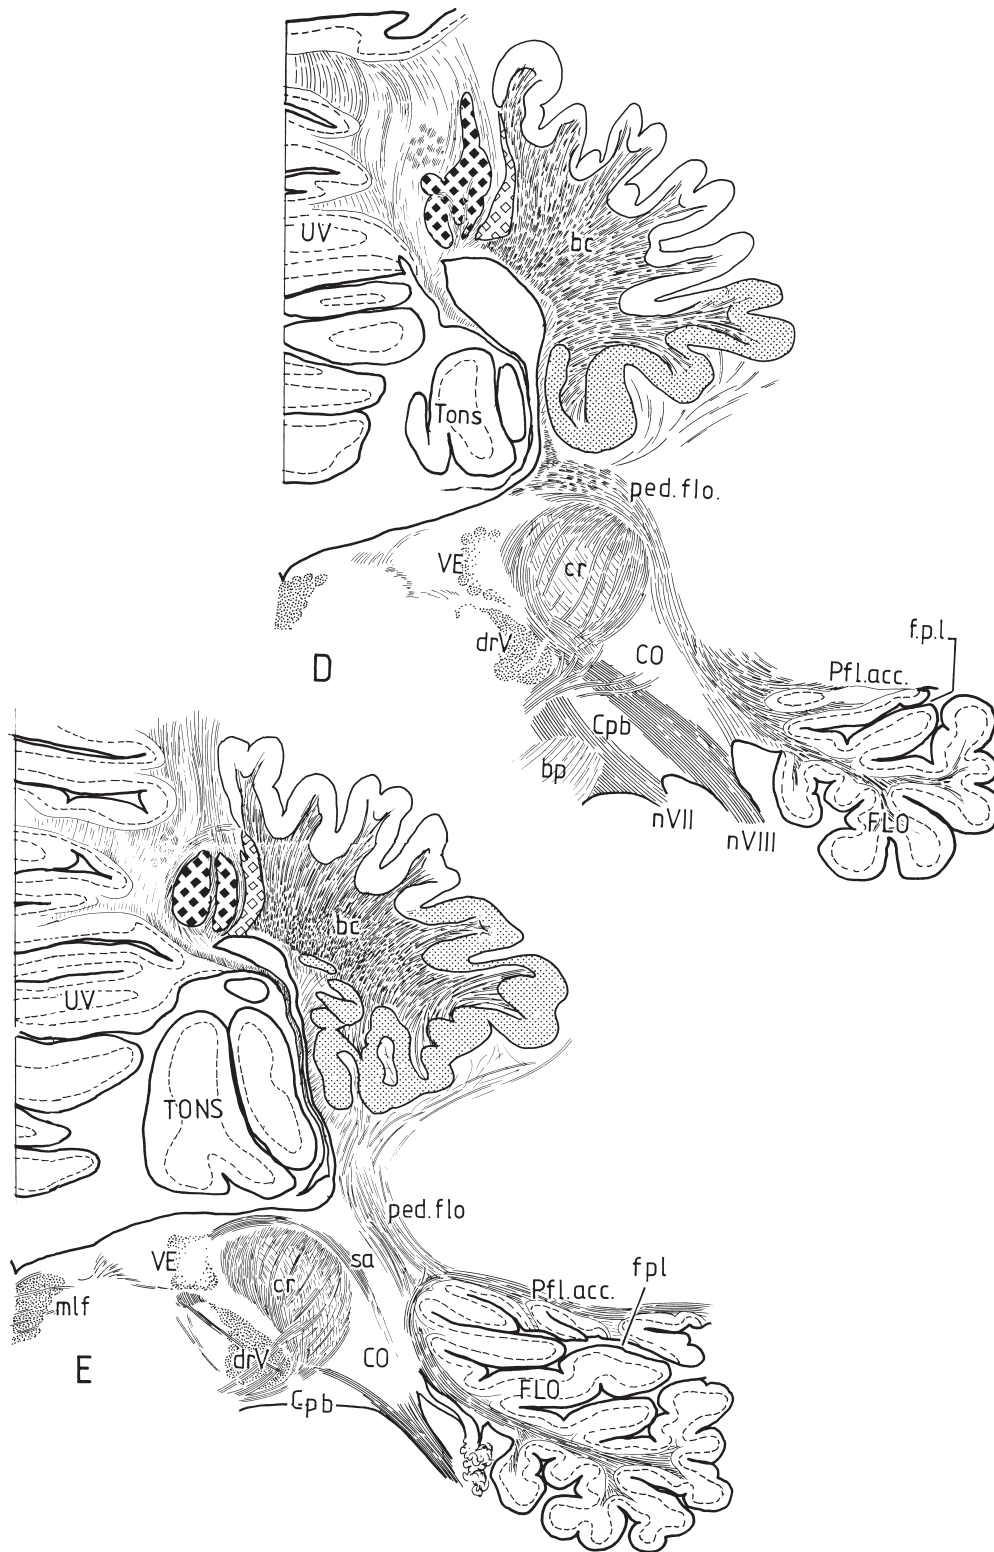 UV
bc
Tons
ped.flo.
VE
cr
f.p.l
drV
CO
Pfl.acc.
D
Cpb
bp
nVII
FLO
nVIII
bc
UV
TONS
ped.flo
VE
sa
fpl
cr
Pfl.acc.
mlf
drV
CO
E
FLO
Cpb